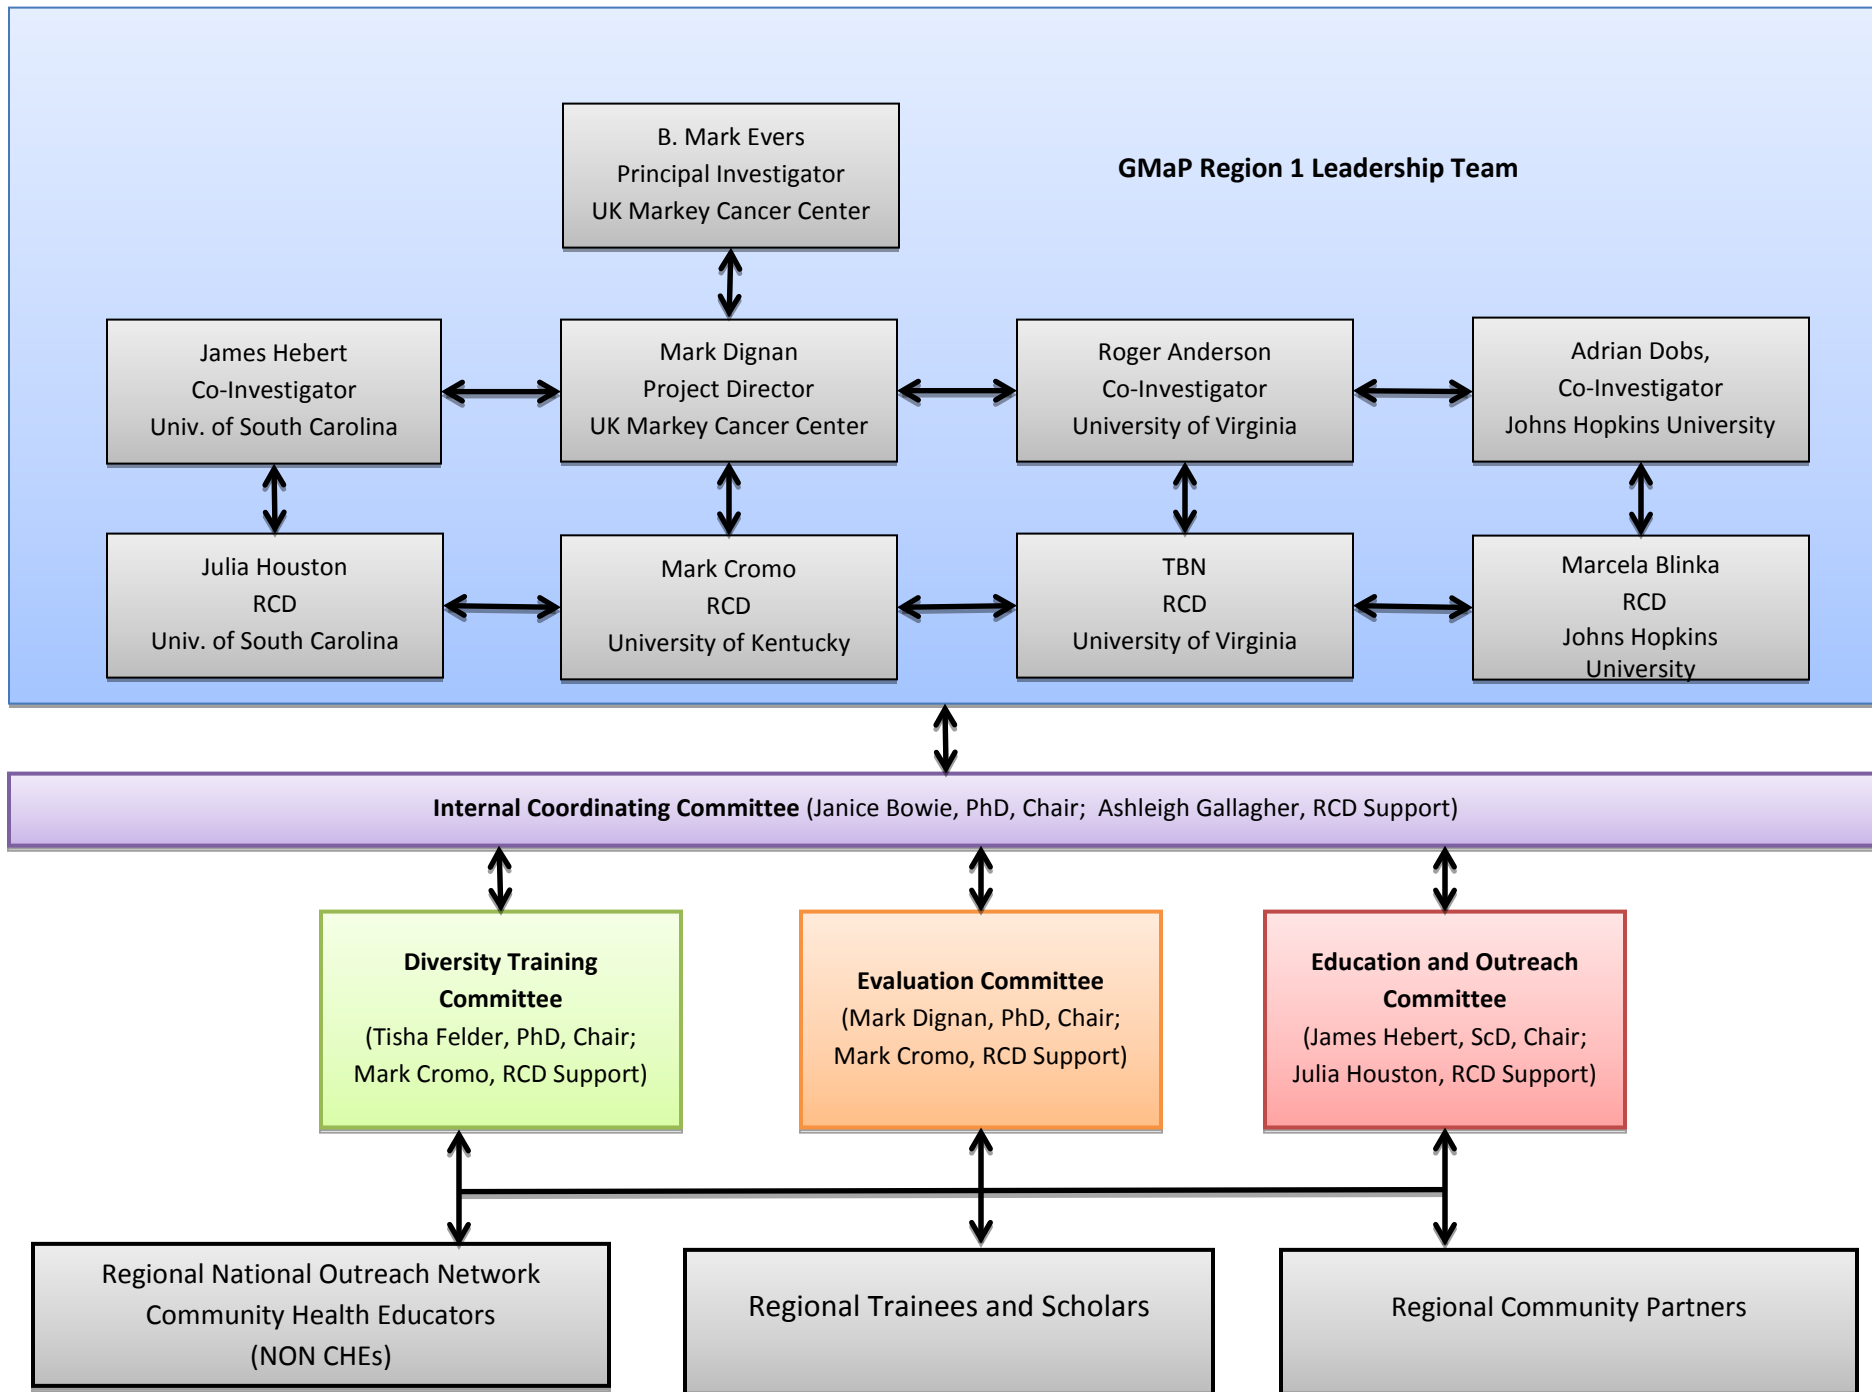 B. Mark Evers
Principal Investigator
UK Markey Cancer Center
GMaP Region 1 Leadership Team
James Hebert
Co-Investigator
Univ. of South Carolina
Mark Dignan
Project Director
UK Markey Cancer Center
Roger Anderson
Co-Investigator
University of Virginia
Adrian Dobs,
Co-Investigator
Johns Hopkins University
Julia Houston
RCD
Univ. of South Carolina
Mark Cromo
RCD
University of Kentucky
TBN
RCD
University of Virginia
Marcela Blinka
RCD
Johns Hopkins
University
Internal Coordinating Committee (Janice Bowie, PhD, Chair;  Ashleigh Gallagher, RCD Support)
Diversity Training
Committee
(Tisha Felder, PhD, Chair;
Mark Cromo, RCD Support)
Evaluation Committee
(Mark Dignan, PhD, Chair;
Mark Cromo, RCD Support)
Education and Outreach
Committee
(James Hebert, ScD, Chair;
Julia Houston, RCD Support)
Regional National Outreach Network
Community Health Educators
(NON CHEs)
Regional Trainees and Scholars
Regional Community Partners